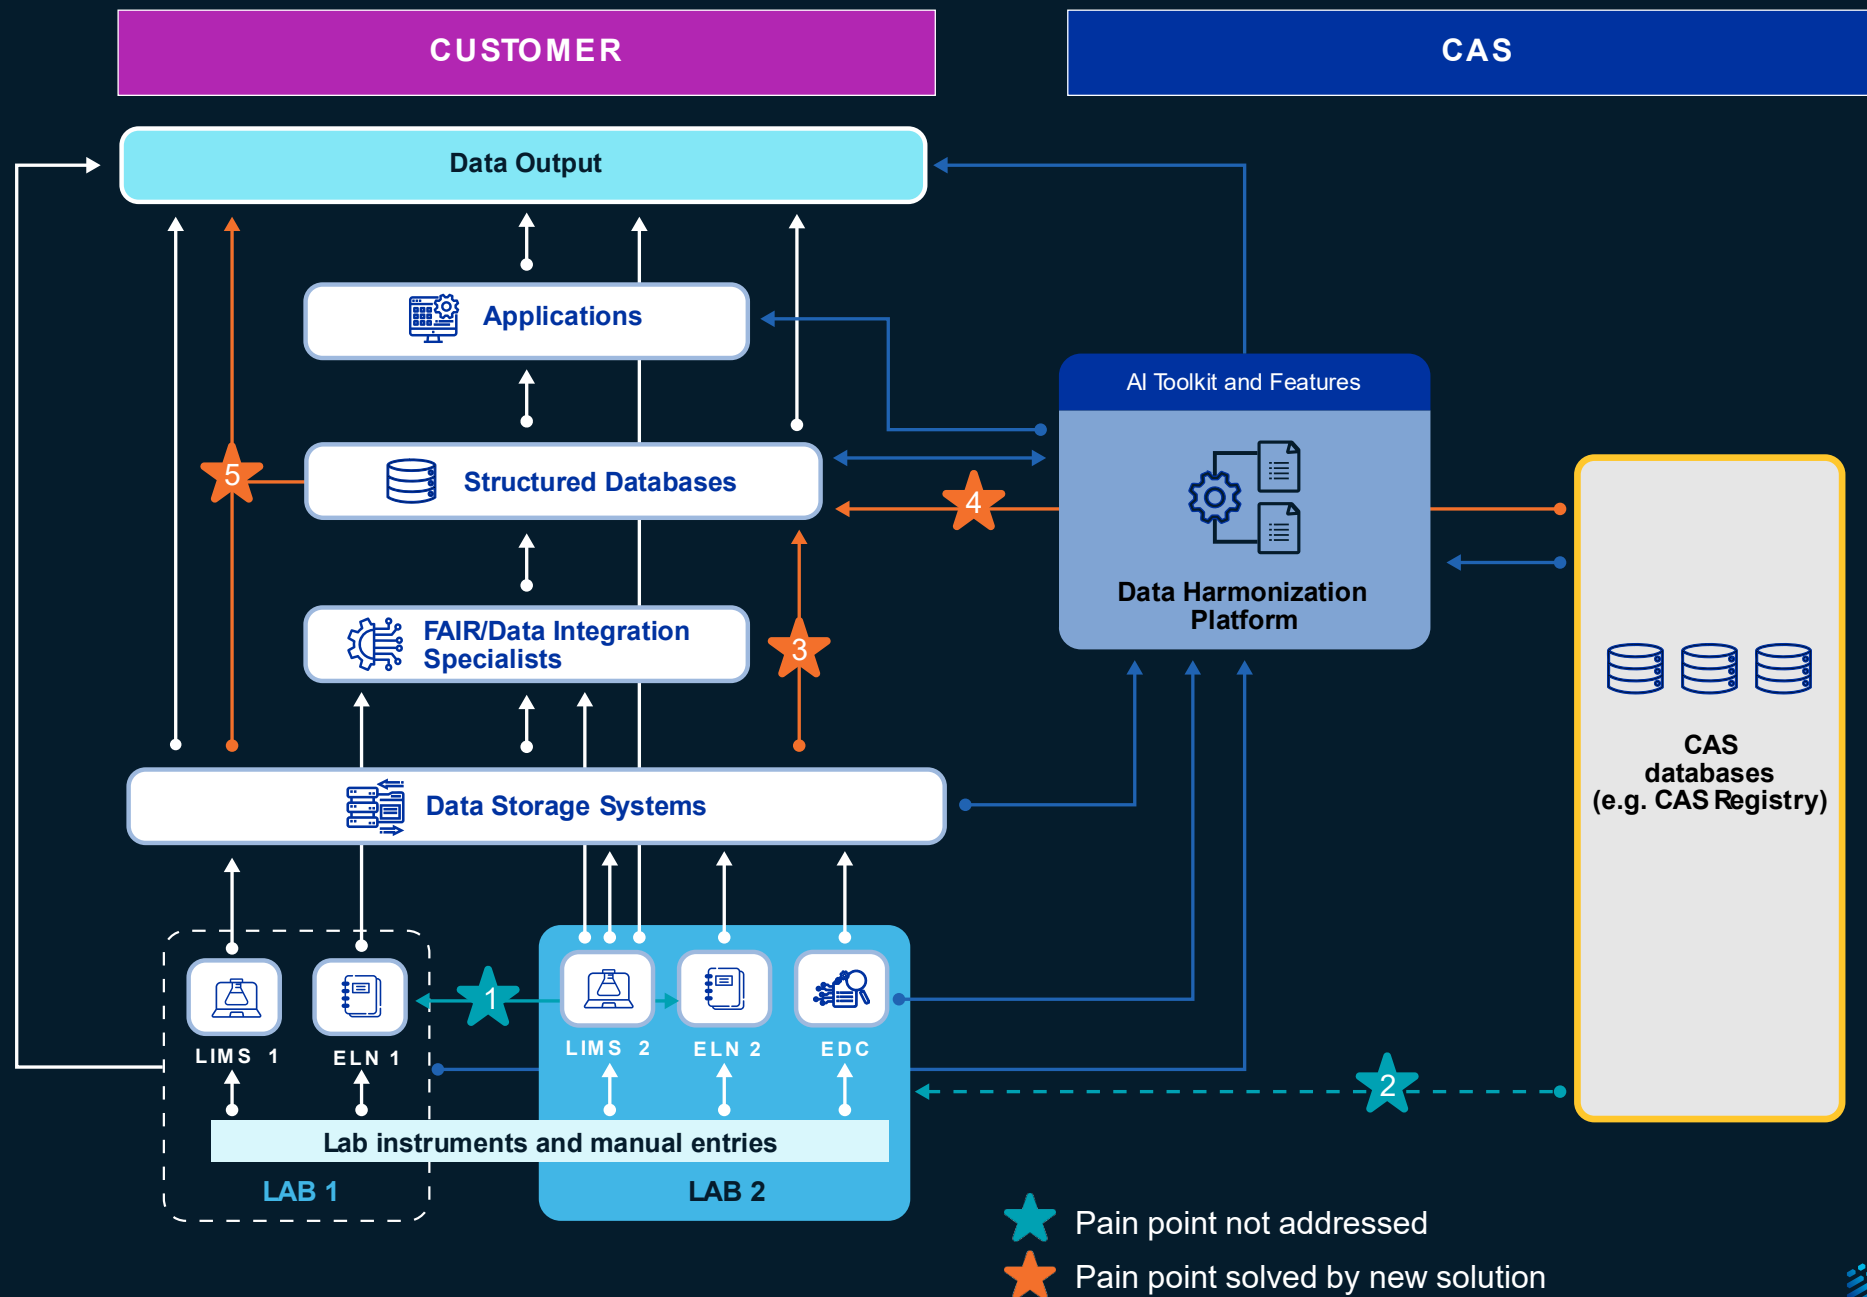 CUSTOMER
CAS
Data Output
Applications
AI Toolkit and Features
5
Structured Databases
4
Data Harmonization
Platform
FAIR/Data Integration
Specialists
3
CAS
databases
(e.g. CAS Registry)
Data Storage Systems
1
LIMS 1
ELN 1
LIMS 2
ELN 2
EDC
2
Lab instruments and manual entries
LAB 1
LAB 2
Pain point not addressed
Pain point solved by new solution